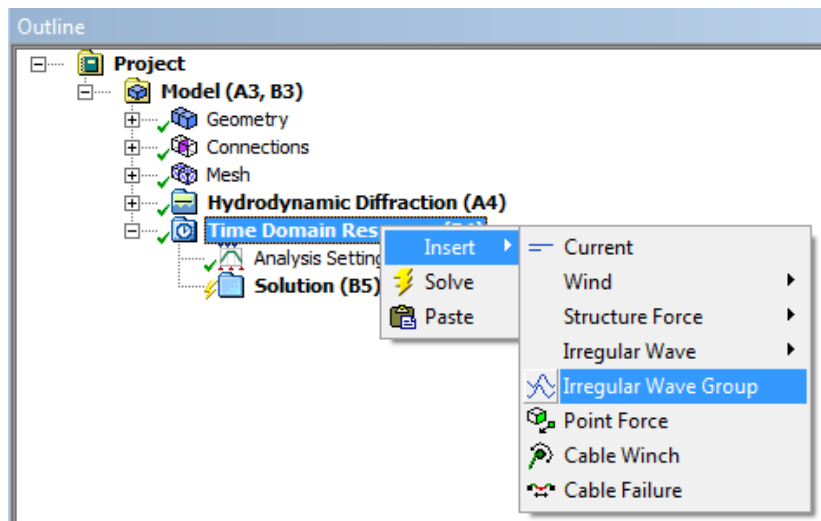 Outline
Project
Model (A3, B3)
Geometry
Connections
Mesh
Hydrodynamic Diffraction (A4)
Time Domain Res
Analysis Setting
Solution (B5)
Insert
Solve
Paste
Current
Wind
Structure Force
Irregular Wave
Irregular Wave Group
Point Force
Cable Winch
Cable Failure